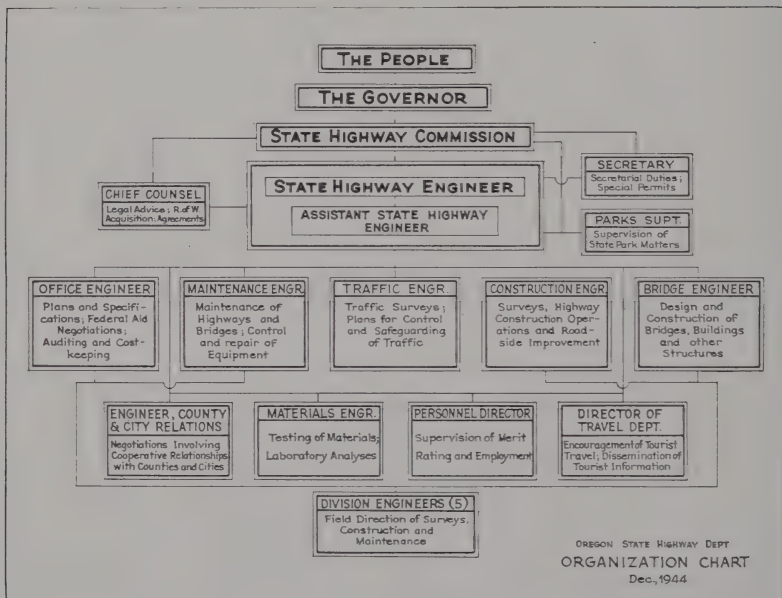 THE PEOPLE
THE GOVERNOR
STATE HIGHWAY COMMISSION
STATE HIGHWAY ENGINEER
ASSISTANT STATE HIGHWAY
ENGINEER
CHIEF COUNSEL
Legal Advice; R.of W.
Acquisition; Agreements
SECRETARY
Secretarial Duties;
Special Permits
PARKS SUPT.
Supervision of
State Park Matters
OFFICE ENGINEER
Plans and Specifi-
cations; Federal Aid
Negotiations;
Auditing and Cost-
keeping
MAINTENANCE ENGR.
Maintenance of
Highways and
Bridges; Control
and repair of
Equipment
TRAFFIC ENGR.
Traffic Surveys;
Plans for Control
and Safeguarding
of Traffic
CONSTRUCTION ENGR.
Surveys, Highway
Construction Oper-
ations and Road-
side Improvement
BRIDGE ENGINEER
Design and
Construction of
Bridges, Buildings
and other
Structures
ENGINEER, COUNTY
& CITY RELATIONS
Negotiations Involving
Cooperative Relationships
with Counties and Cities
MATERIALS ENGR.
Testing of Materials;
Laboratory Analyses
PERSONNEL DIRECTOR
Supervision of Merit
Rating and Employment
DIRECTOR OF
TRAVEL DEPT.
Encouragement of Tourist
Travel; Dissemination of
Tourist Information
DIVISION ENGINEERS (5)
Field Direction of Surveys,
Construction and
Maintenance
OREGON STATE HIGHWAY DEPT
ORGANIZATION CHART
Dec., 1944